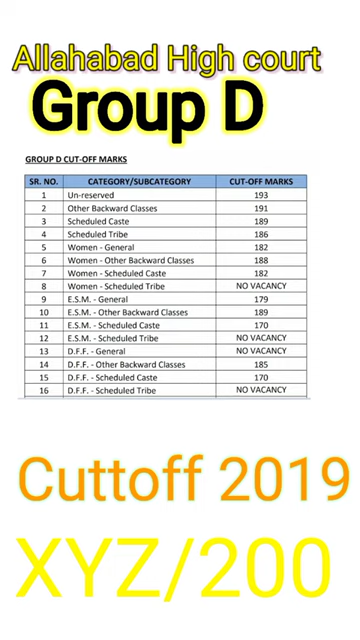 Allahabad High court
Group D
GROUP D CUT-OFF MARKS
SR. NO. CATEGORY/SUBCATEGORY CUT-OFF MARKS
1 Un-reserved 193
2 Other Backward Classes 191
3 Scheduled Caste 189
4 Scheduled Tribe 186
5 Women - General 182
6 Women - Other Backward Classes 188
7 Women - Scheduled Caste 182
8 Women - Scheduled Tribe NO VACANCY
9 E.S.M. - General 179
10 E.S.M. - Other Backward Classes 189
11 E.S.M. - Scheduled Caste 170
12 E.S.M. - Scheduled Tribe NO VACANCY
13 D.F.F. - General NO VACANCY
14 D.F.F. - Other Backward Classes 185
15 D.F.F. - Scheduled Caste 170
16 D.F.F. - Scheduled Tribe NO VACANCY
Cuttoff 2019
XYZ/200